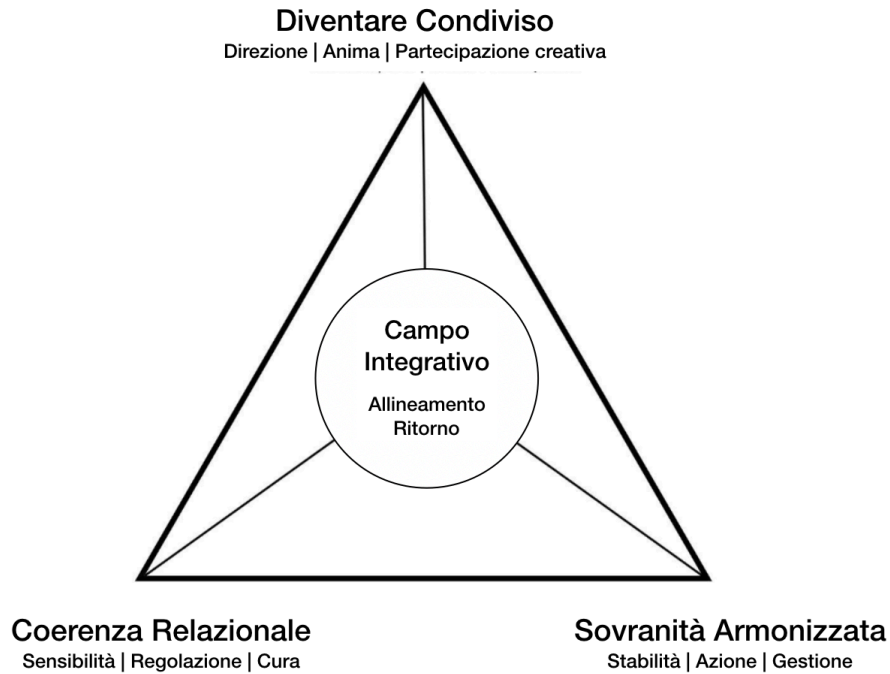 Diventare Condiviso
Direzione | Anima | Partecipazione creativa
Campo
Integrativo
Allineamento
Ritorno
Coerenza Relazionale
Sensibilità | Regolazione | Cura
Sovranità Armonizzata
Stabilità | Azione | Gestione